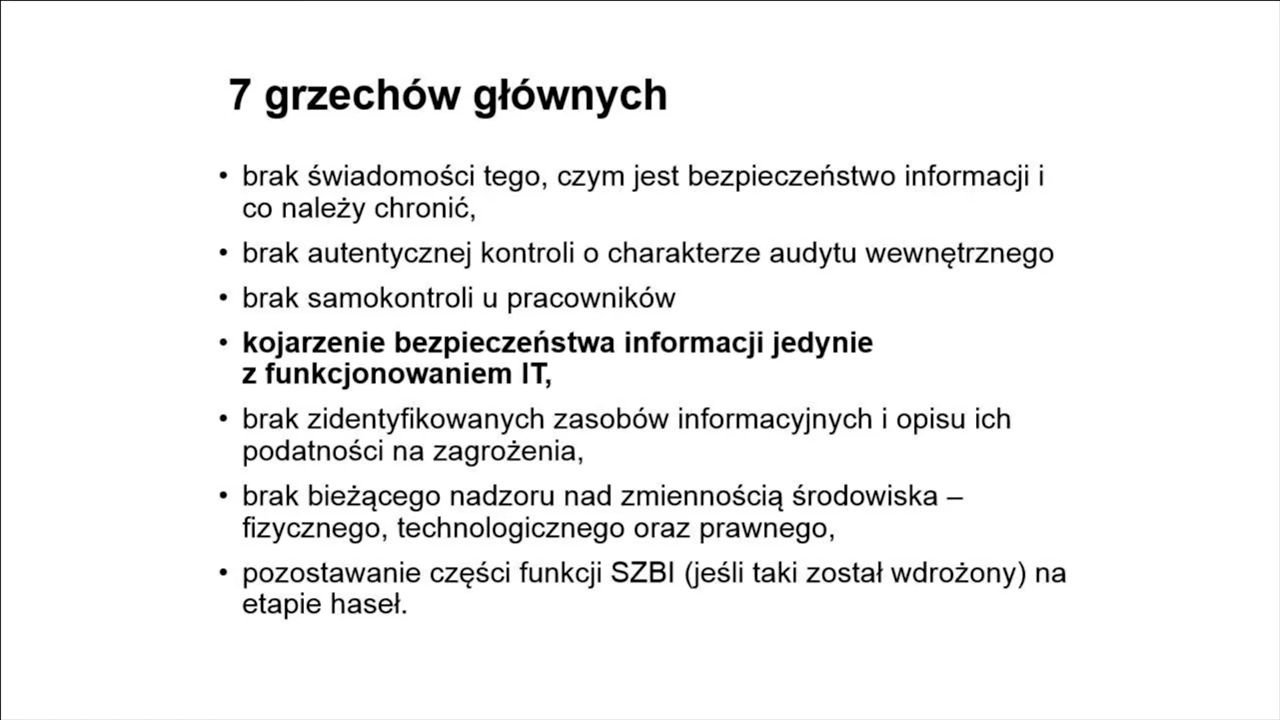 7 grzechów głównych
• brak świadomości tego, czym jest bezpieczeństwo informacji i
co należy chronić,
• brak autentycznej kontroli o charakterze audytu wewnętrznego
• brak samokontroli u pracowników
• kojarzenie bezpieczeństwa informacji jedynie
z funkcjonowaniem IT,
• brak zidentyfikowanych zasobów informacyjnych i opisu ich
podatności na zagrożenia,
• brak bieżącego nadzoru nad zmiennością środowiska –
fizycznego, technologicznego oraz prawnego,
• pozostawanie części funkcji SZBI (jeśli taki został wdrożony) na
etapie haseł.